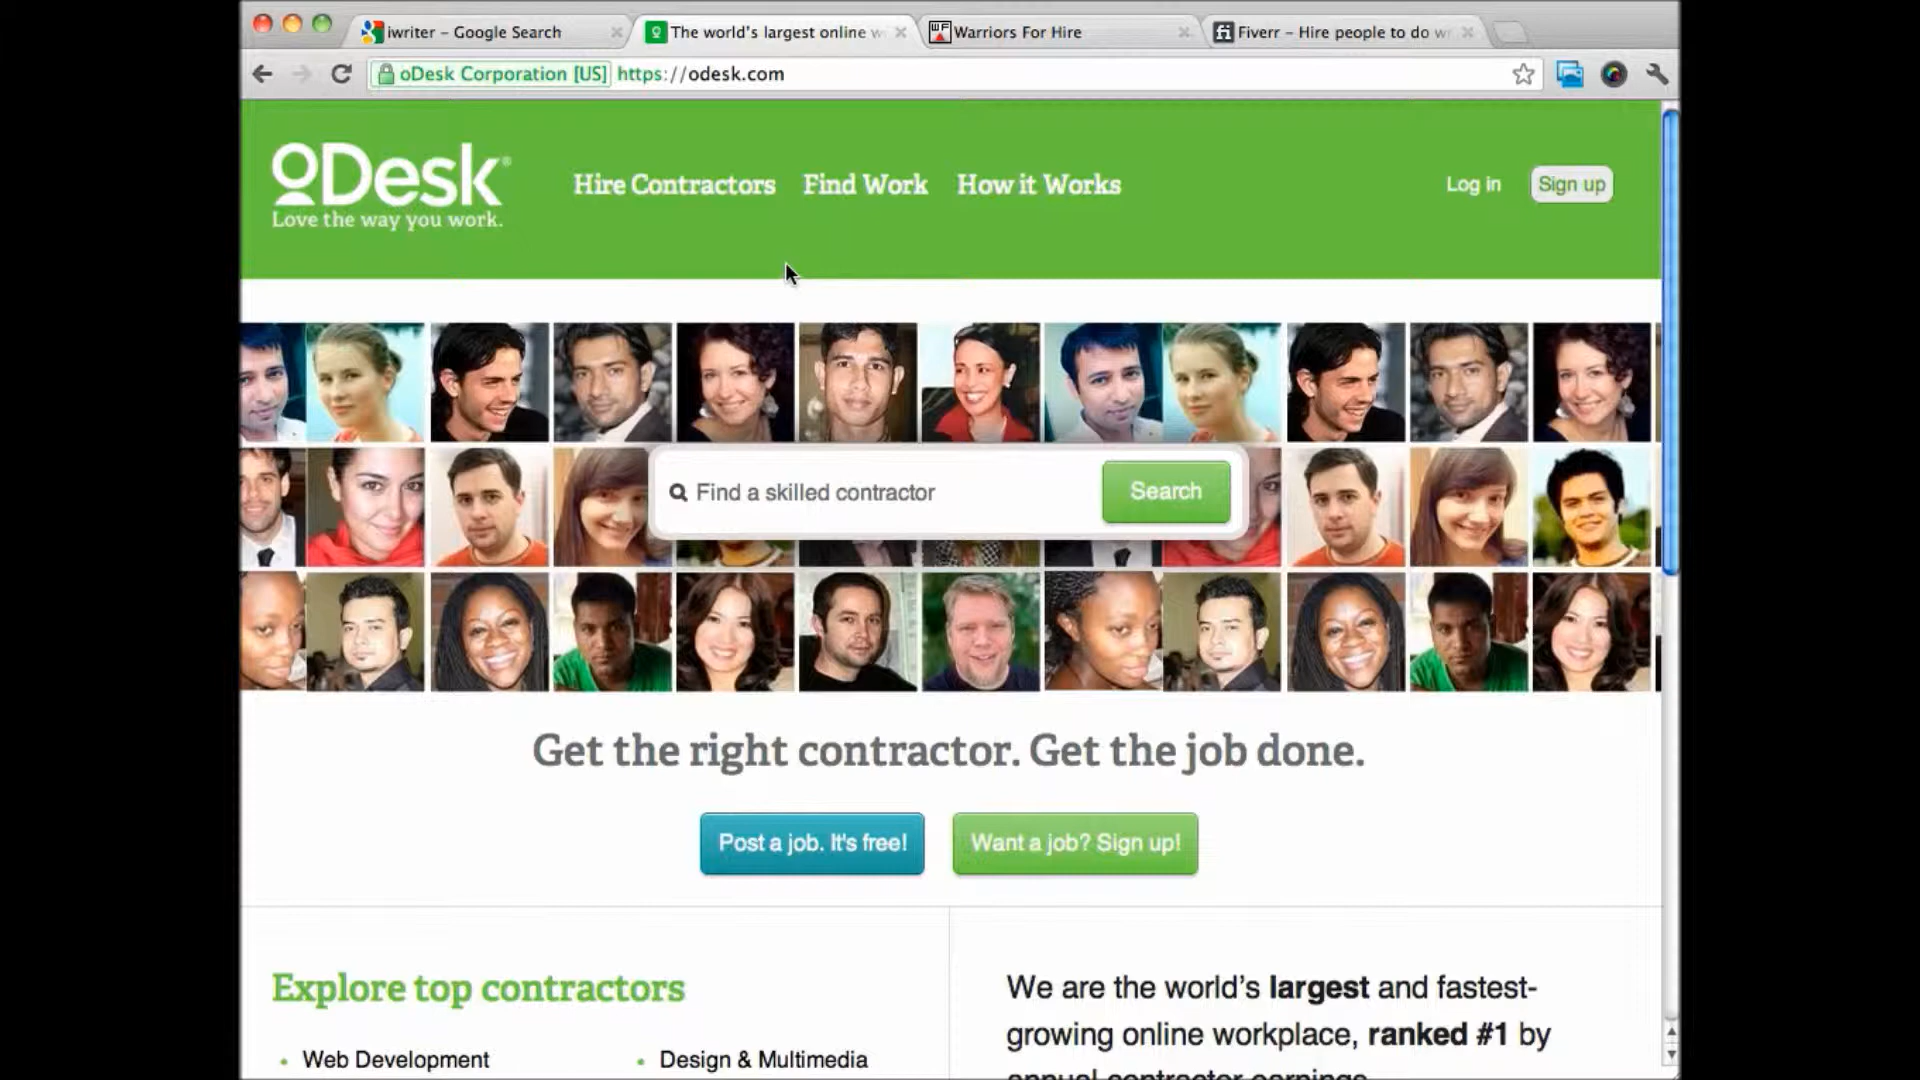 iwriter – Google Search
The world's largest online w
Warriors For Hire
Fiverr – Hire people to do w
oDesk Corporation [US] https://odesk.com
oDesk®
Love the way you work.
Hire Contractors Find Work How it Works
Log in Sign up
Find a skilled contractor Search
Get the right contractor. Get the job done.
Post a job. It's free! Want a job? Sign up!
Explore top contractors
Web Development
Design & Multimedia
We are the world's largest and fastest-
growing online workplace, ranked #1 by
annual contractor earnings.